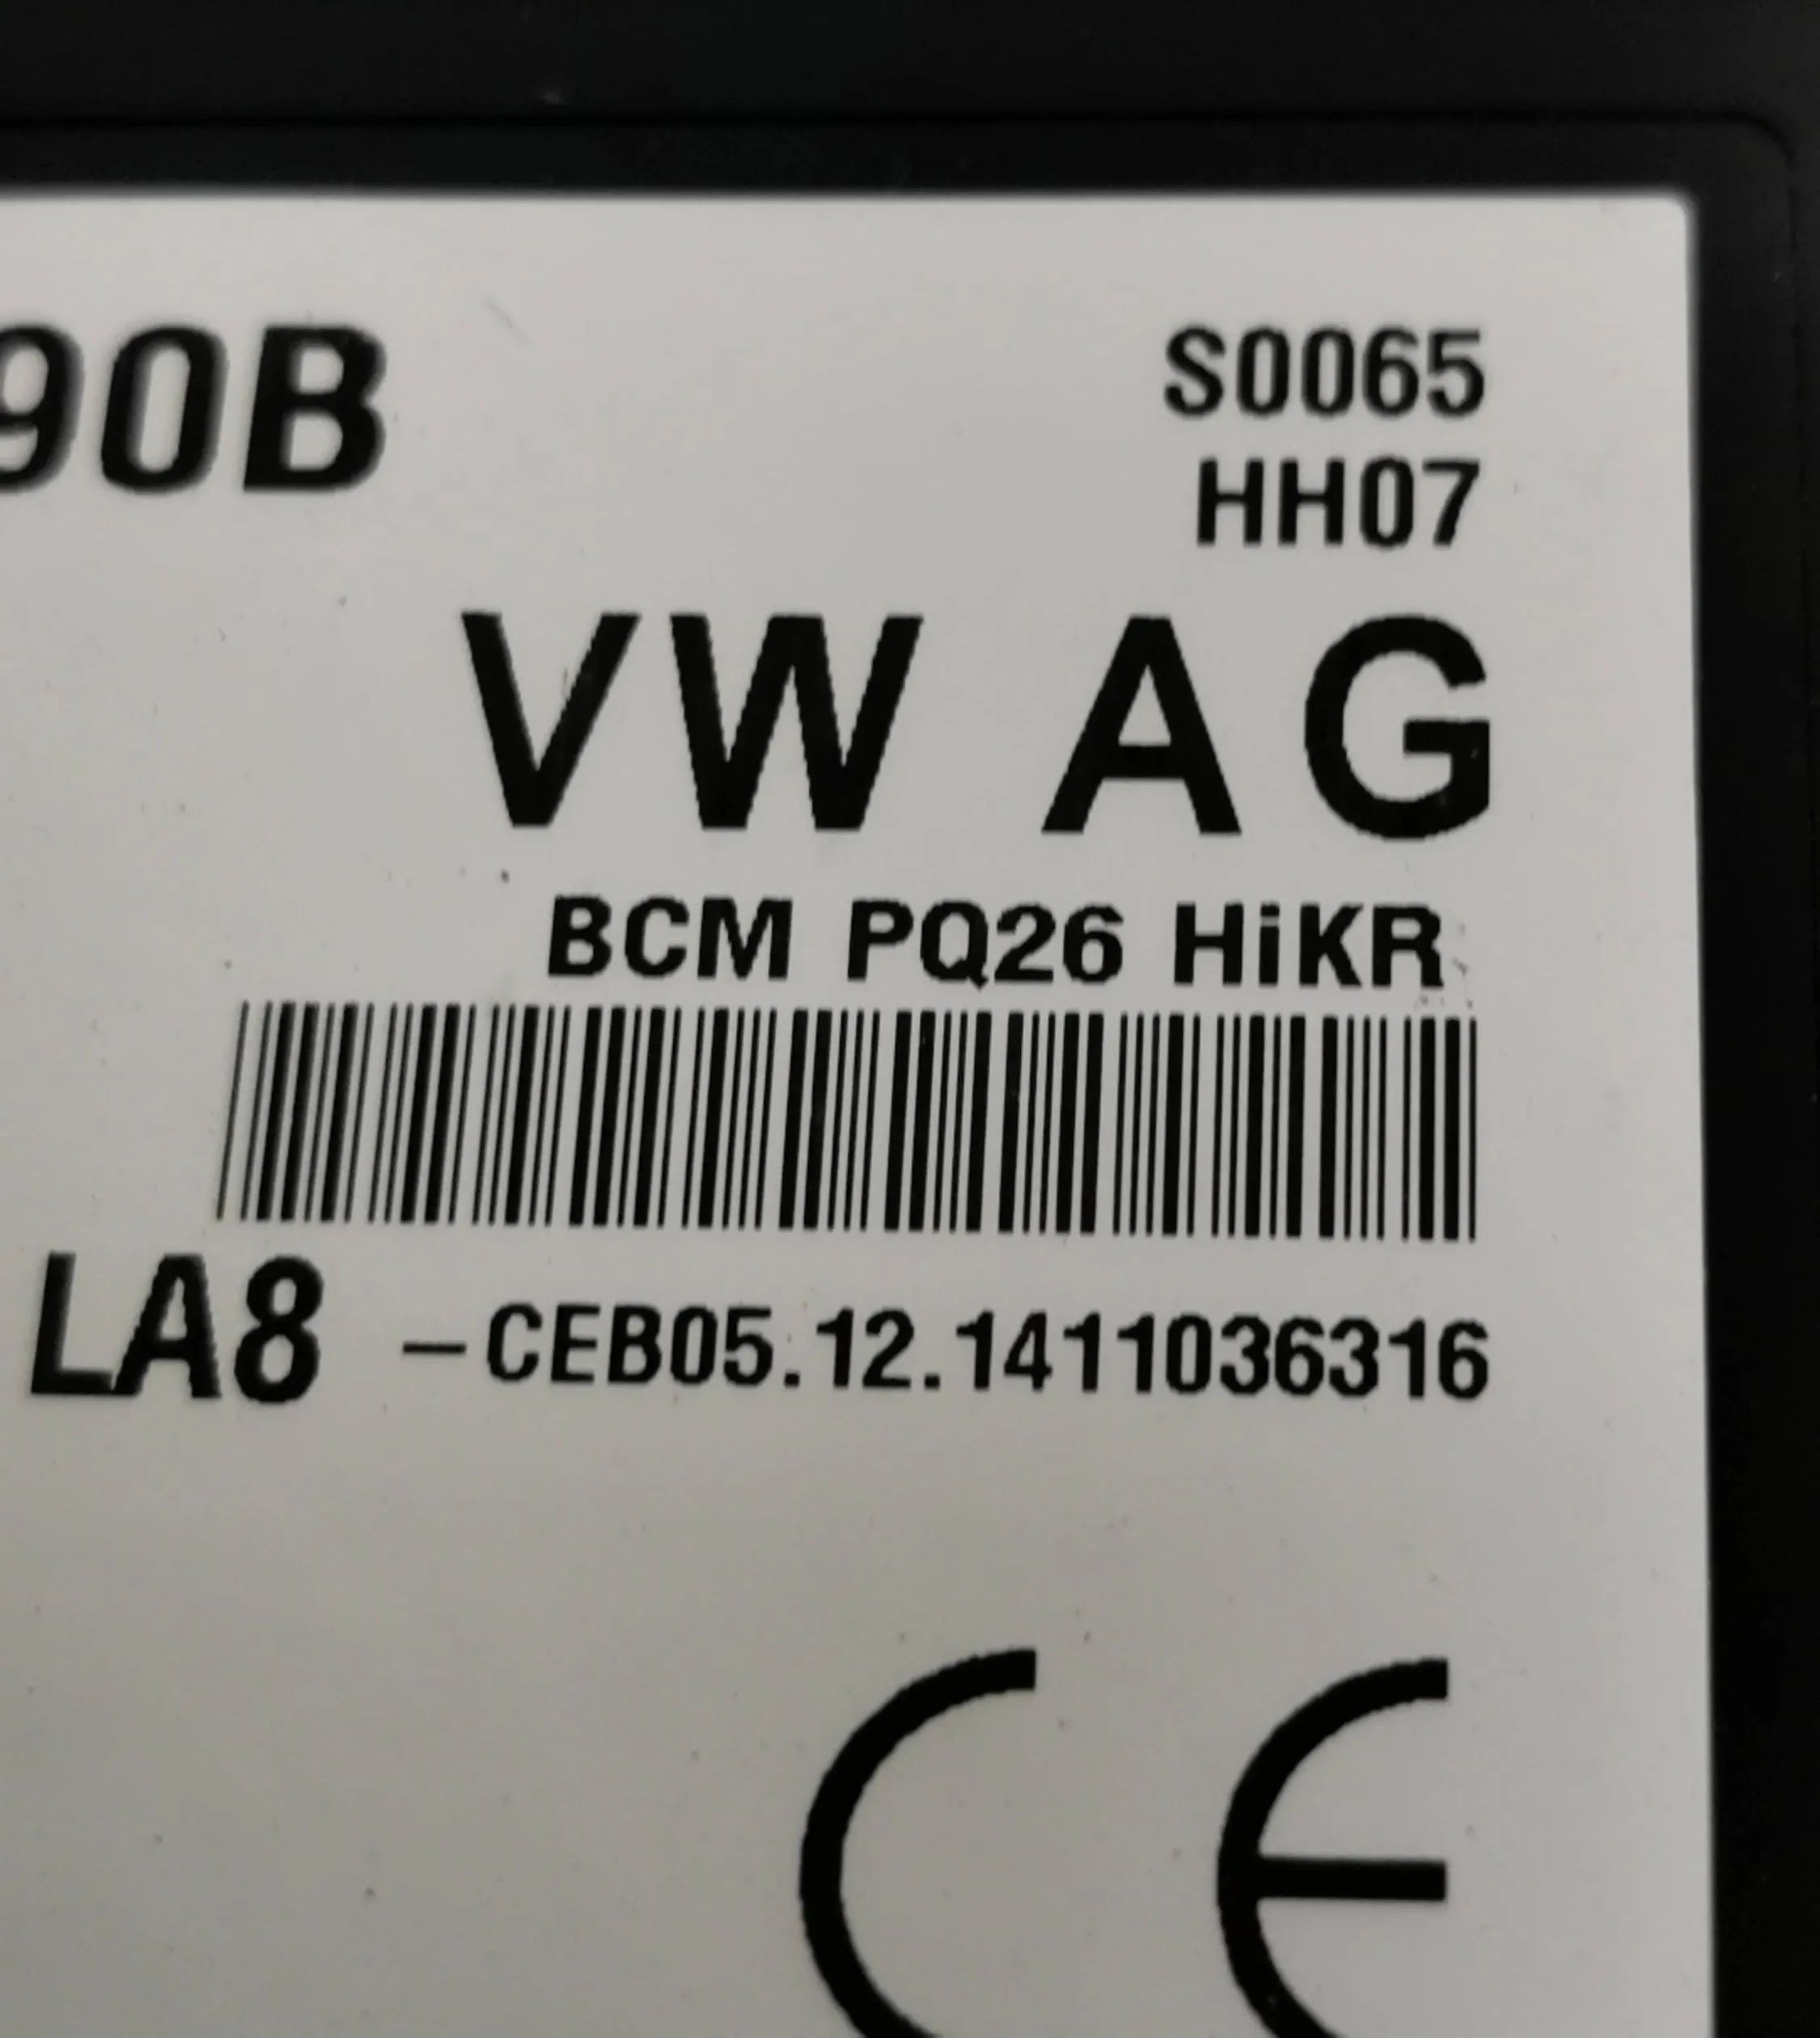 90B
S0065
HH07
VW AG
BCM PQ26 HiKR
LA8 -CEB05.12.1411036316
CE